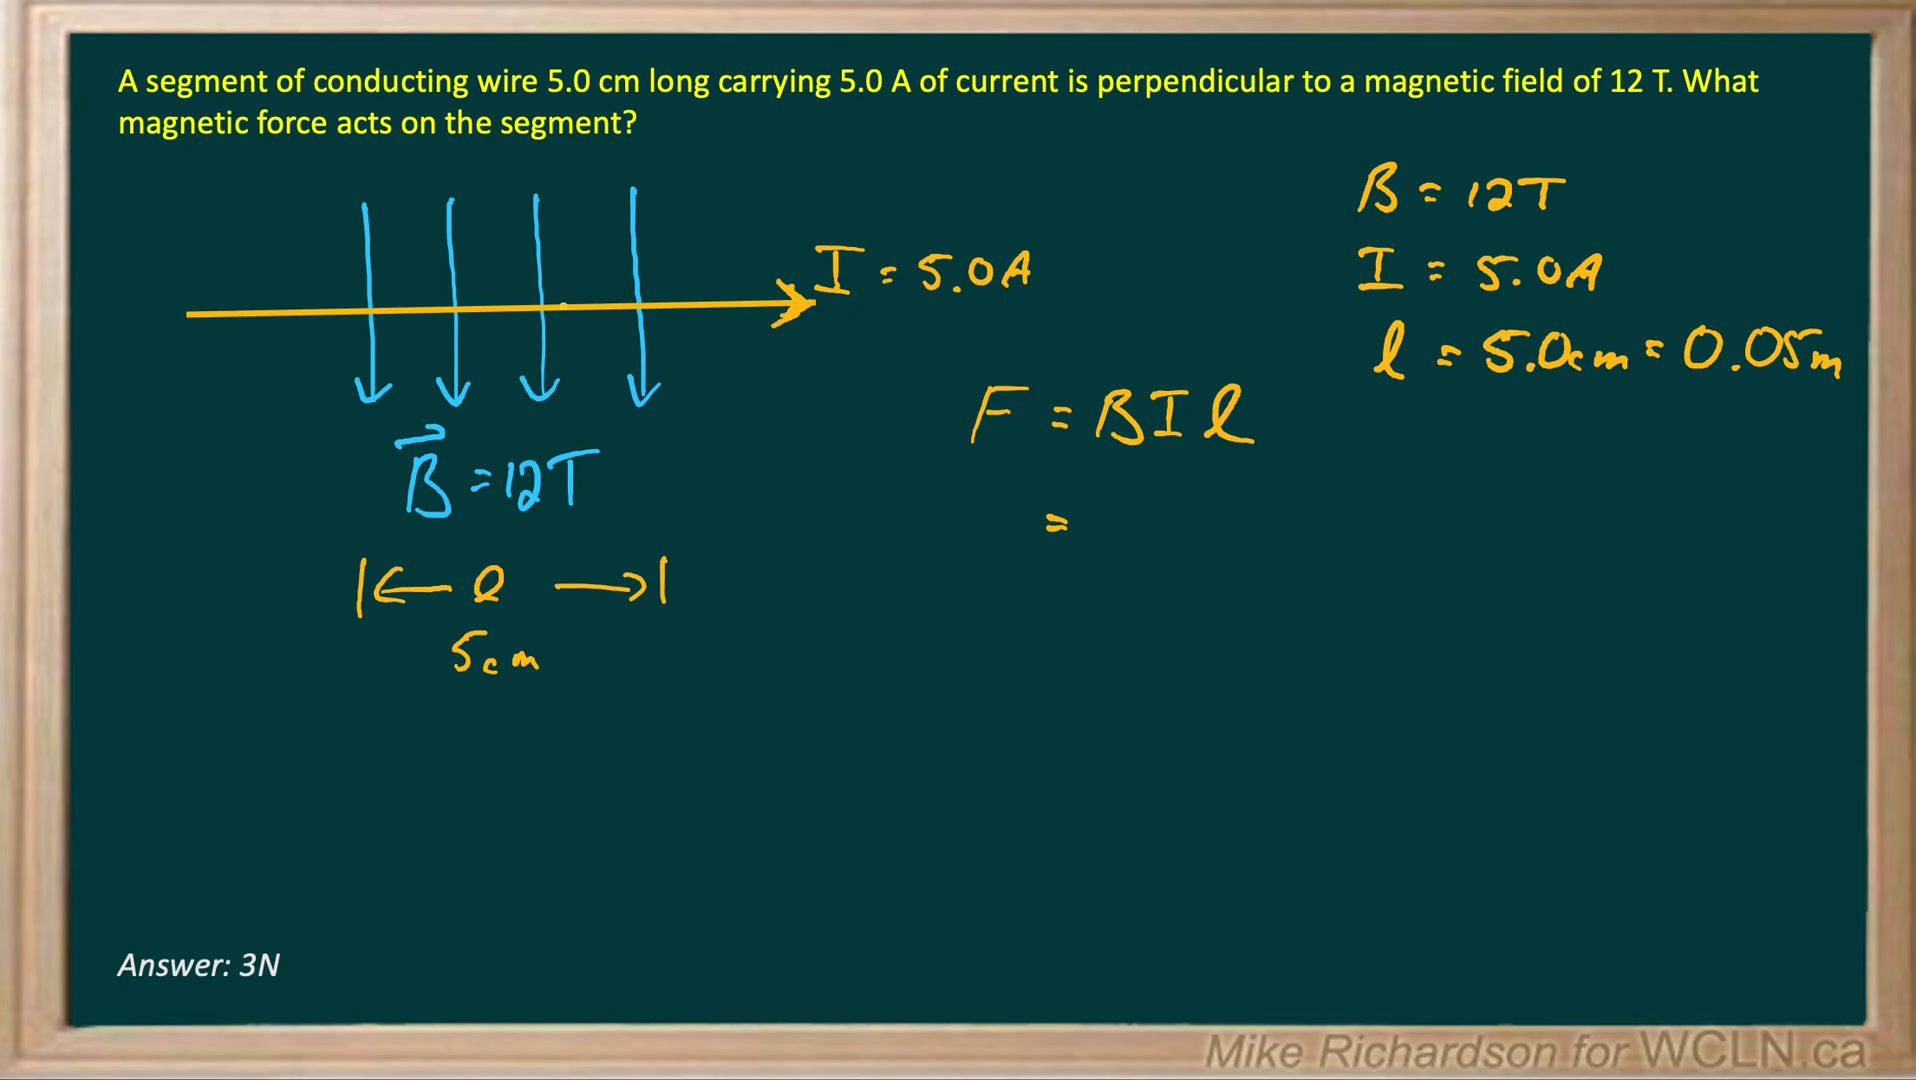 A segment of conducting wire 5.0 cm long carrying 5.0 A of current is perpendicular to a magnetic field of 12 T. What
magnetic force acts on the segment?
B = 12T
I = 5.0A
I = 5.0A
l = 5.0cm = 0.05m
F = BIl
B = 12T
=
l
5cm
Answer: 3N
Mike Richardson for WCLN.ca